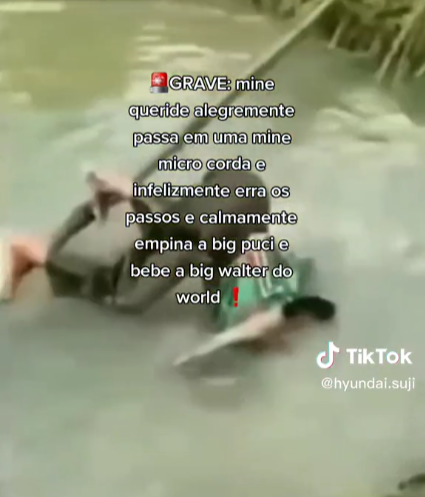 🚨GRAVE: mine
queride alegremente
passa em uma mine
micro corda e
infelizmente erra os
passos e calmamente
empina a big puci e
bebe a big walter do
world ❗
TikTok
@hyundai.suji